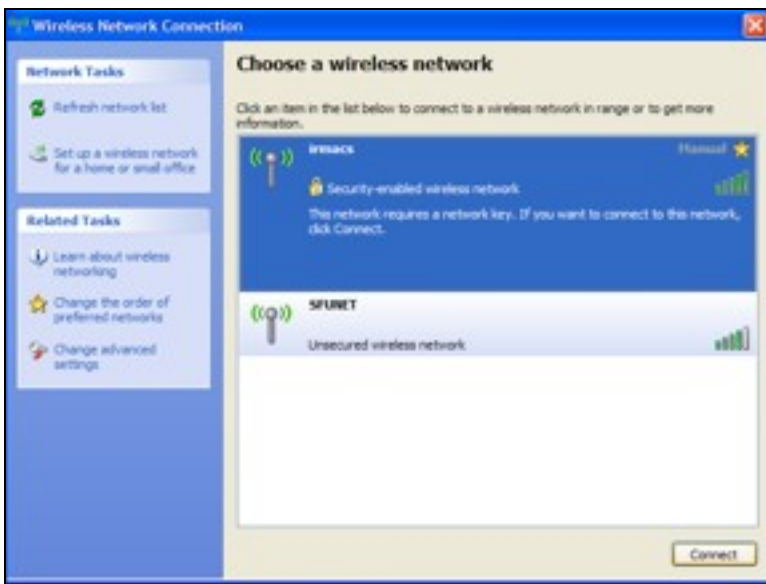 Wireless Network Connection
Network Tasks
Refresh network list
Set up a wireless network
for a home or small office
Related Tasks
Learn about wireless
networking
Change the order of
preferred networks
Change advanced
settings
Choose a wireless network
Click an item in the list below to connect to a wireless network in range or to get more
information.
irmacs
Manual
Security-enabled wireless network
This network requires a network key. If you want to connect to this network,
click Connect.
SFUNET
Unsecured wireless network
Connect